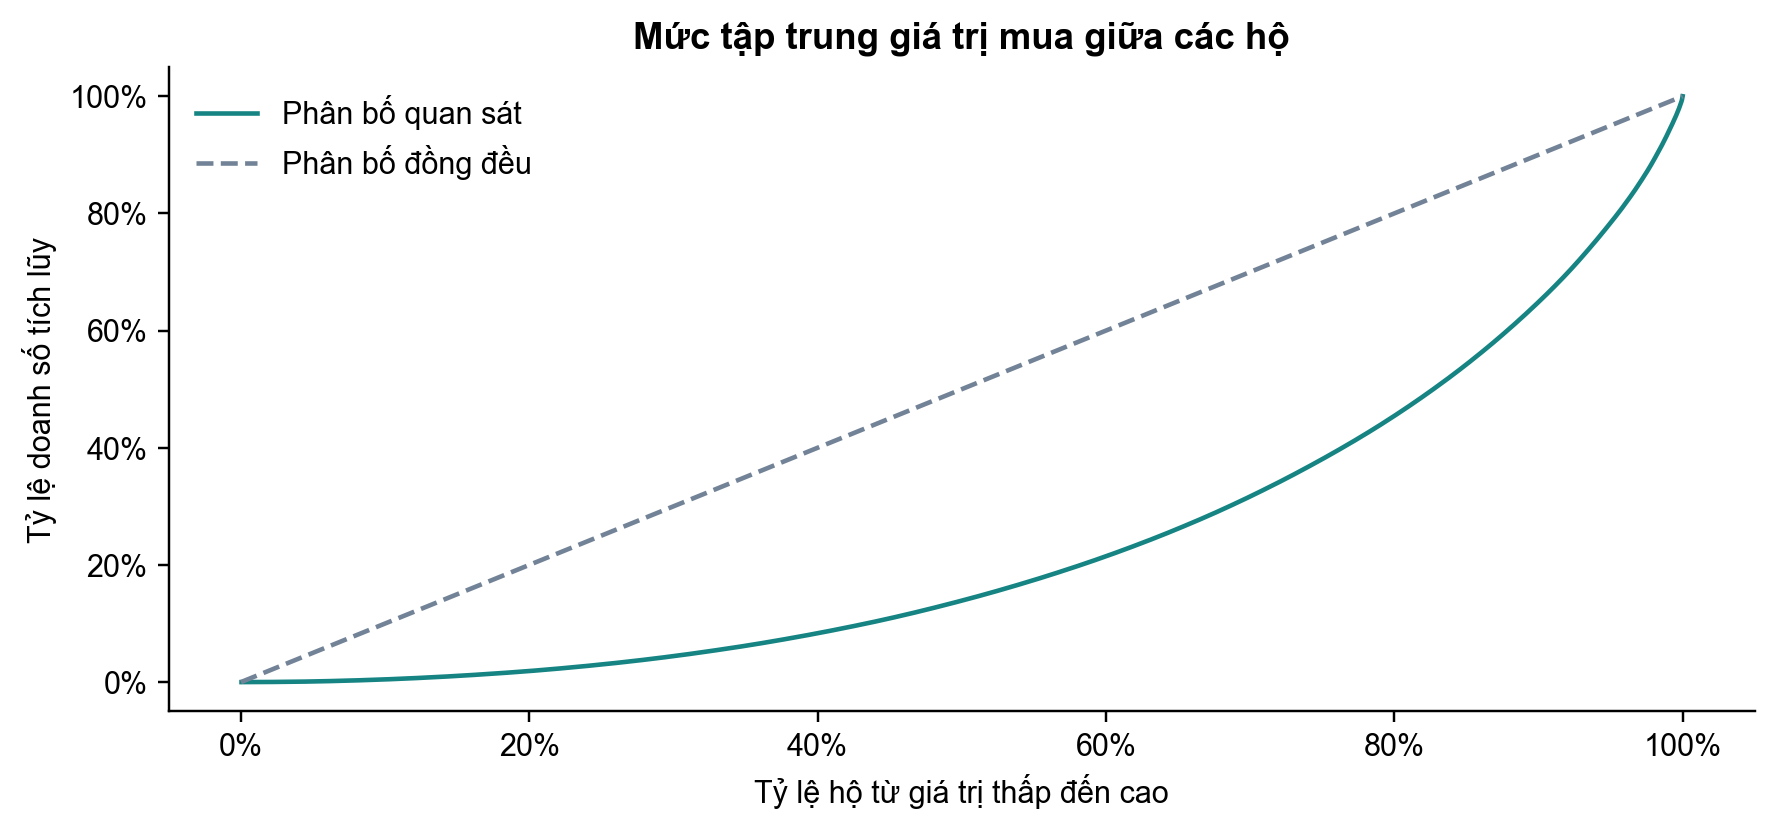 Mức tập trung giá trị mua giữa các hộ
Phân bố quan sát
Phân bố đồng đều
Tỷ lệ doanh số tích lũy
100%
80%
60%
40%
20%
0%
0% 20% 40% 60% 80% 100%
Tỷ lệ hộ từ giá trị thấp đến cao